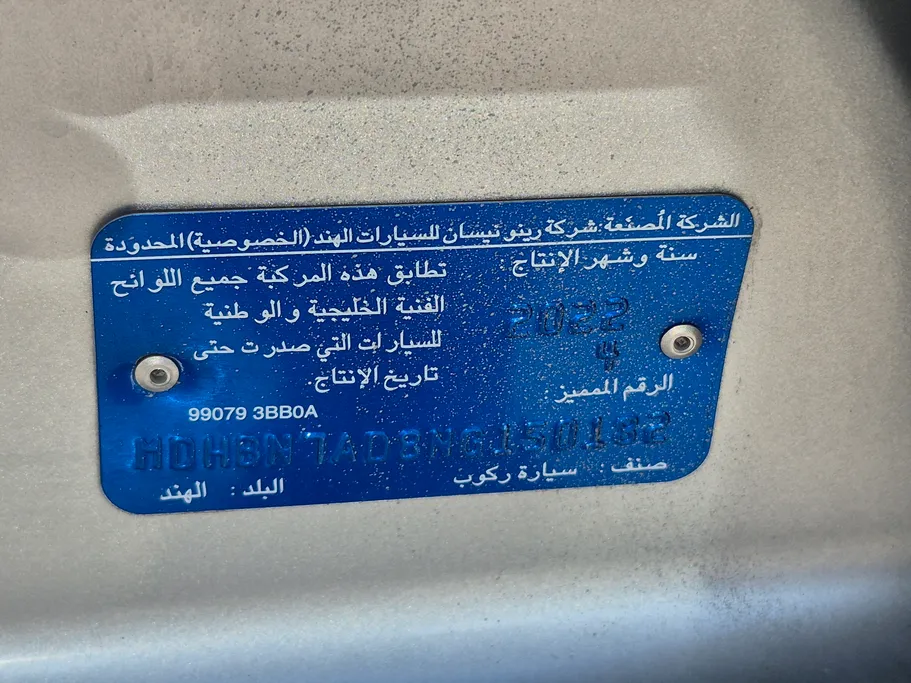 الشركة المصنعة: شركة رينو نيسان للسيارات الهند (الخصوصية) المحدودة
سنة وشهر الإنتاج :
2022
تطابق هذه المركبة جميع اللوائح
الفنية الخليجية والوطنية
للسيارات التي صدرت حتى
تاريخ الإنتاج.
الرقم المميز :
99079 3BB0A
صنف : سيارة ركوب
البلد : الهند